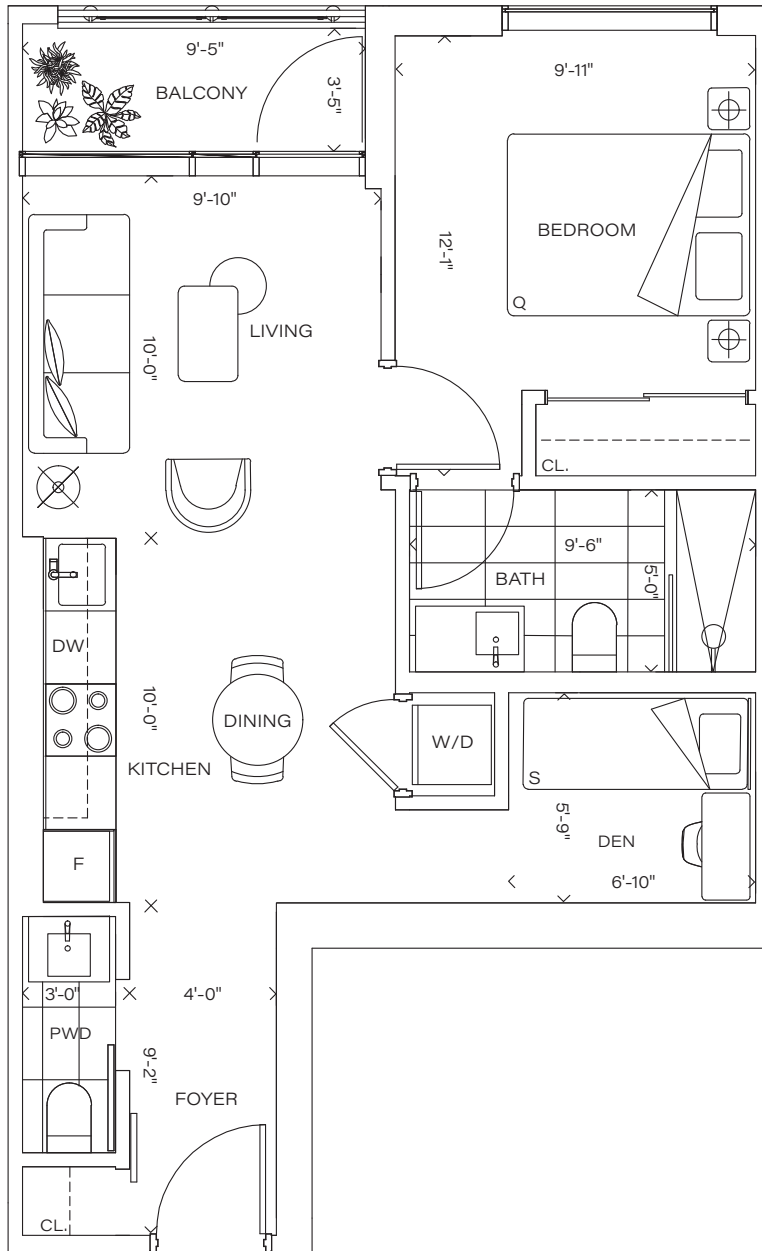 9'-5"
BALCONY
3'-5"
9'-11"
9'-10"
12'-1"
BEDROOM
Q
LIVING
10'-0"
CL.
9'-6"
BATH
5'-0"
DW
10'-0"
DINING
W/D
KITCHEN
S
5'-9"
DEN
F
6'-10"
3'-0"
4'-0"
PWD
9'-2"
FOYER
CL.